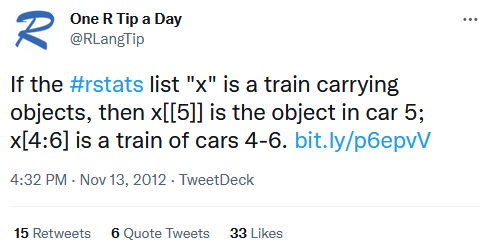 One R Tip a Day
@RLangTip
If the #rstats list "x" is a train carrying
objects, then x[[5]] is the object in car 5;
x[4:6] is a train of cars 4-6. bit.ly/p6epvV
4:32 PM · Nov 13, 2012 · TweetDeck
15 Retweets 6 Quote Tweets 33 Likes